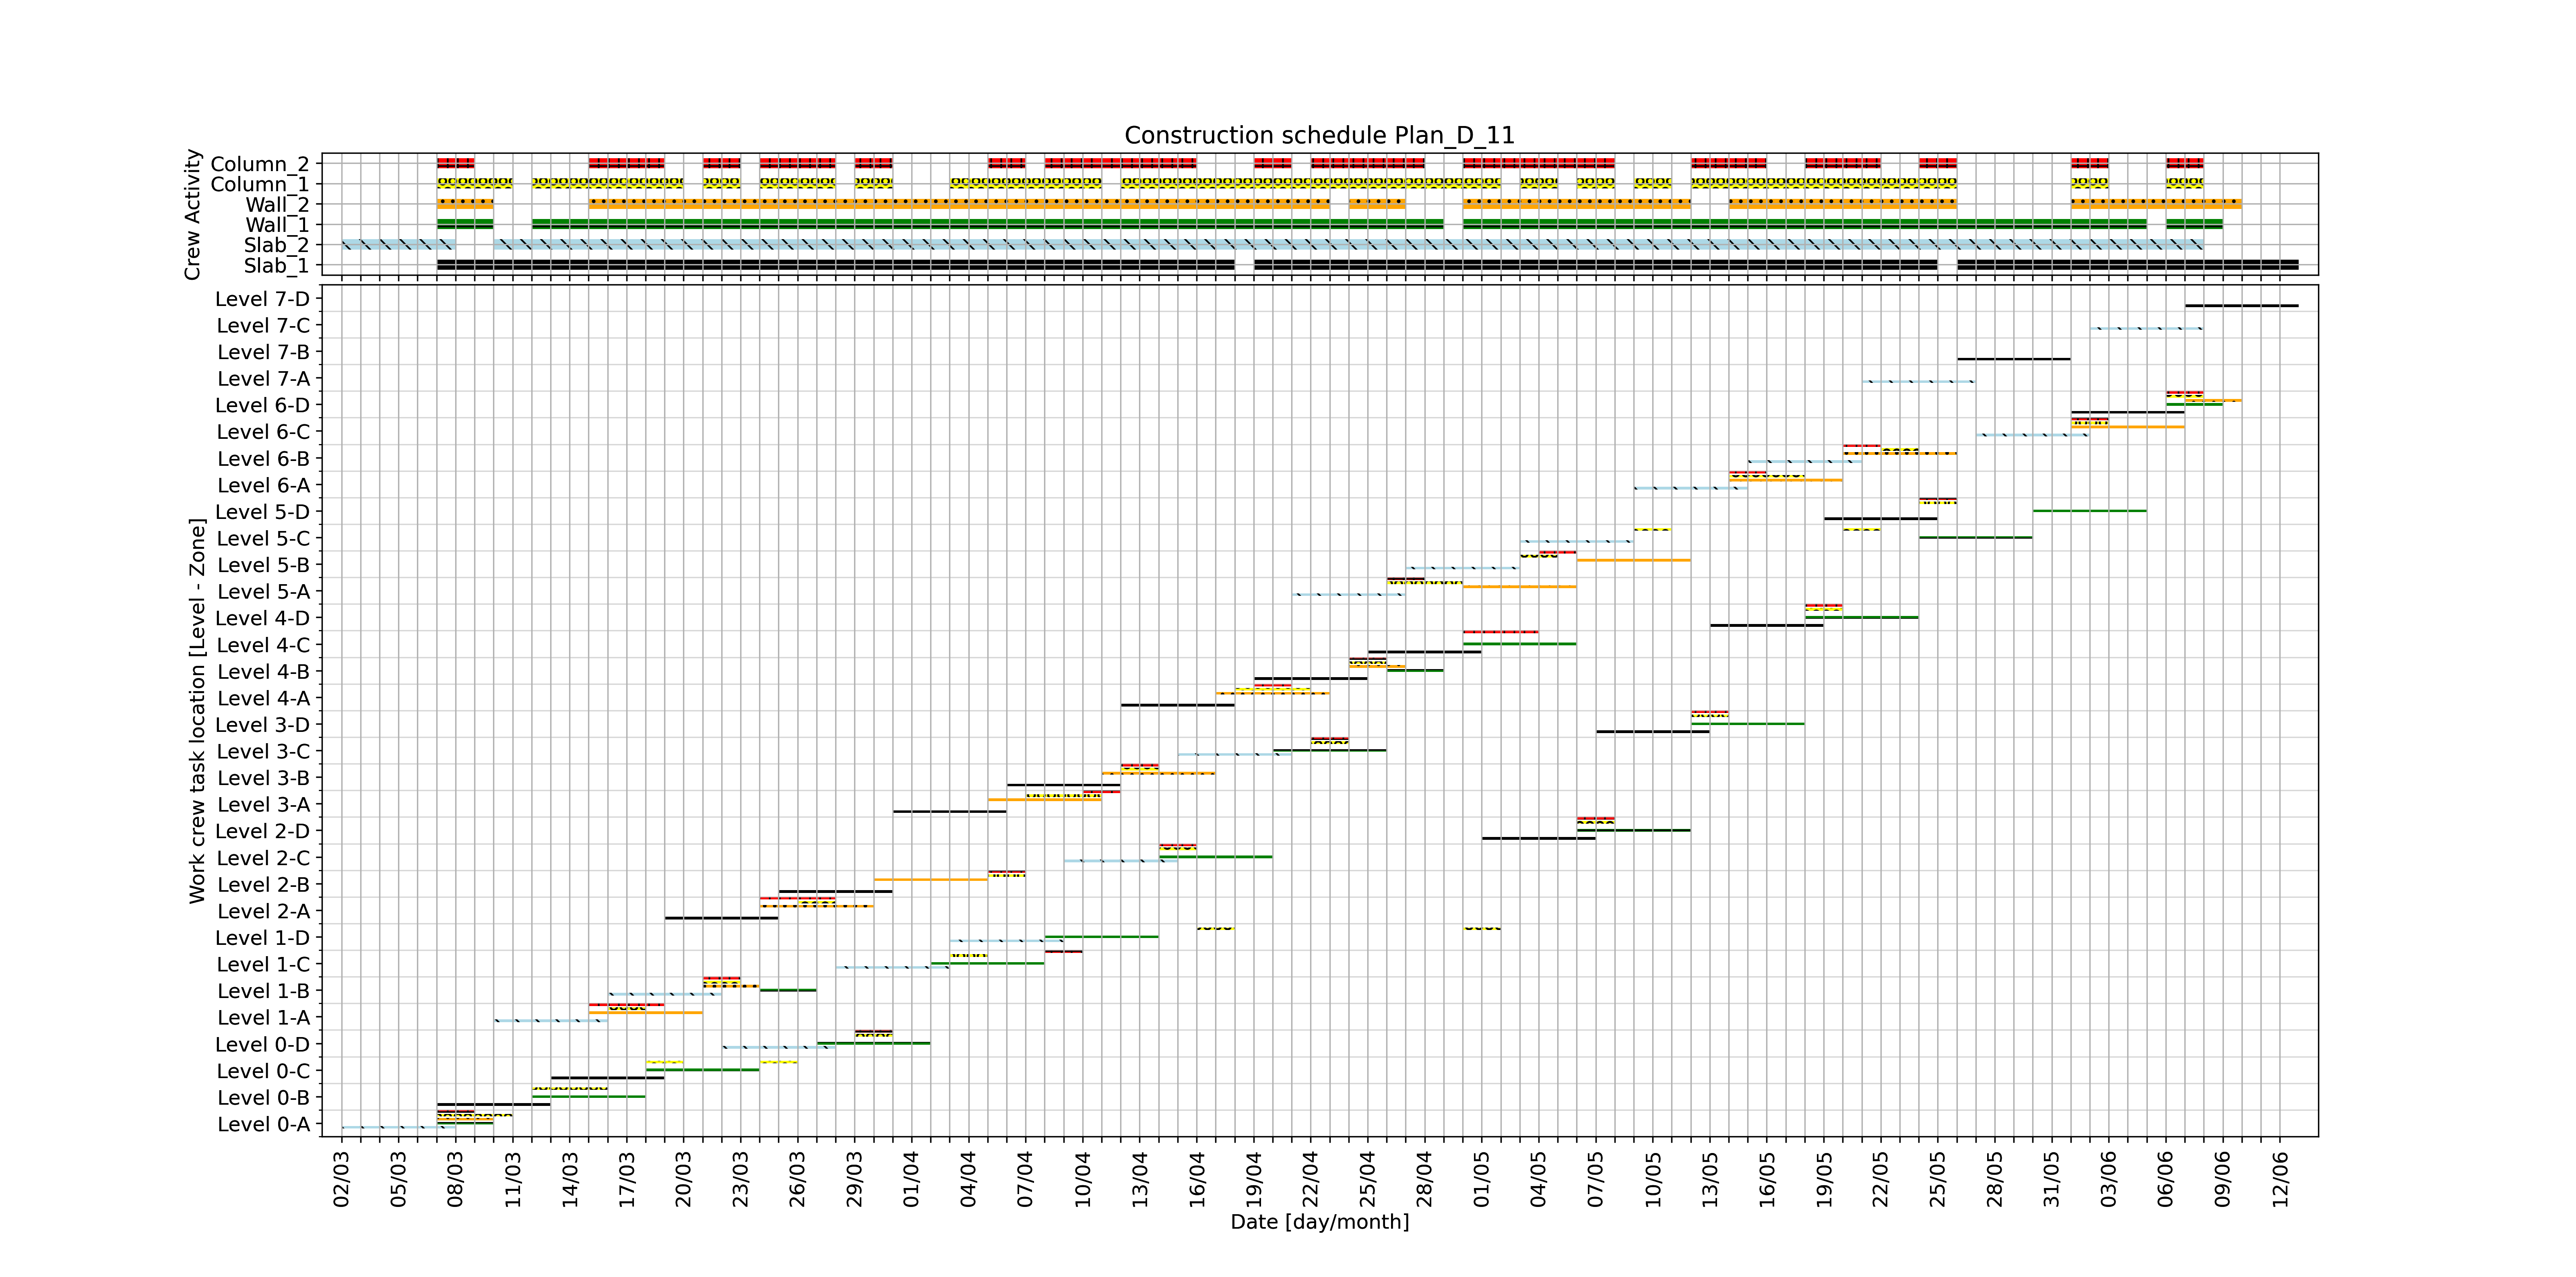 Construction schedule Plan_D_11
Crew Activity
Column_2
Column_1
Wall_2
Wall_1
Slab_2
Slab_1
Work crew task location [Level - Zone]
Level 7-D
Level 7-C
Level 7-B
Level 7-A
Level 6-D
Level 6-C
Level 6-B
Level 6-A
Level 5-D
Level 5-C
Level 5-B
Level 5-A
Level 4-D
Level 4-C
Level 4-B
Level 4-A
Level 3-D
Level 3-C
Level 3-B
Level 3-A
Level 2-D
Level 2-C
Level 2-B
Level 2-A
Level 1-D
Level 1-C
Level 1-B
Level 1-A
Level 0-D
Level 0-C
Level 0-B
Level 0-A
02/03 05/03 08/03 11/03 14/03 17/03 20/03 23/03 26/03 29/03 01/04 04/04 07/04 10/04 13/04 16/04 19/04 22/04 25/04 28/04 01/05 04/05 07/05 10/05 13/05 16/05 19/05 22/05 25/05 28/05 31/05 03/06 06/06 09/06 12/06
Date [day/month]